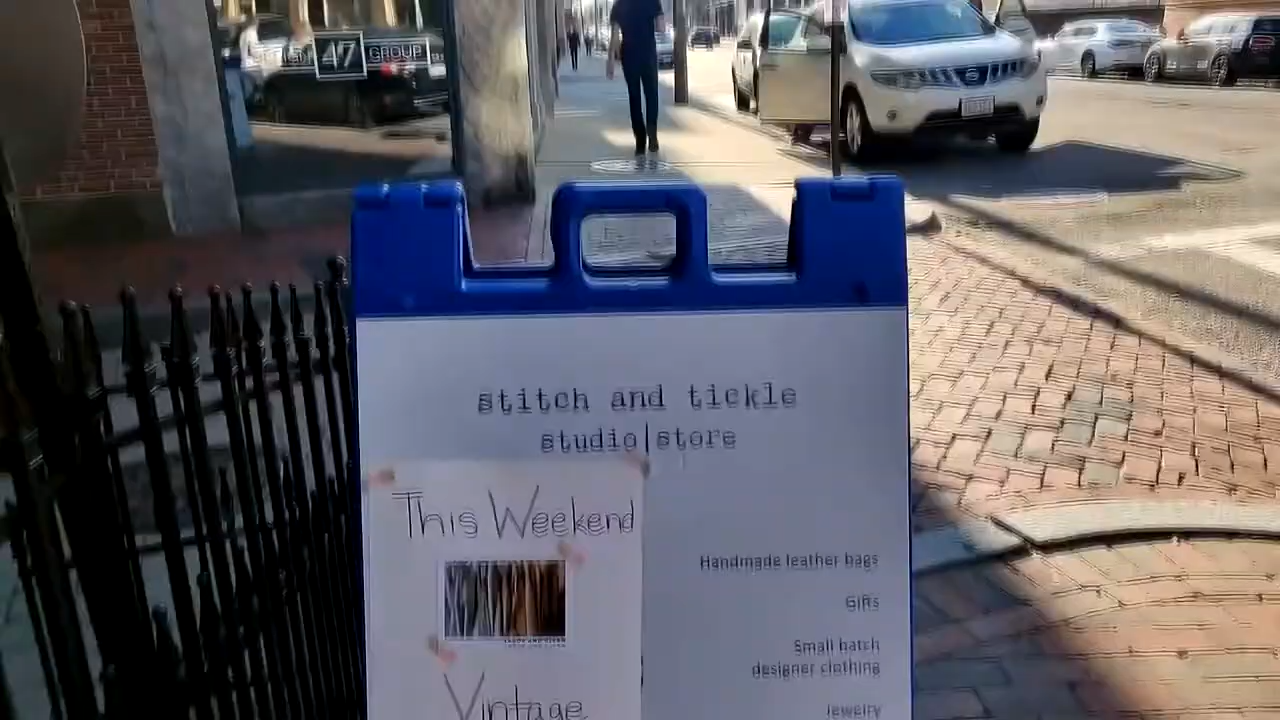 47
GROUP
stitch and tickle
studio|store
This Weekend
Vintage
Handmade leather bags
Gifts
Small batch
designer clothing
Jewelry